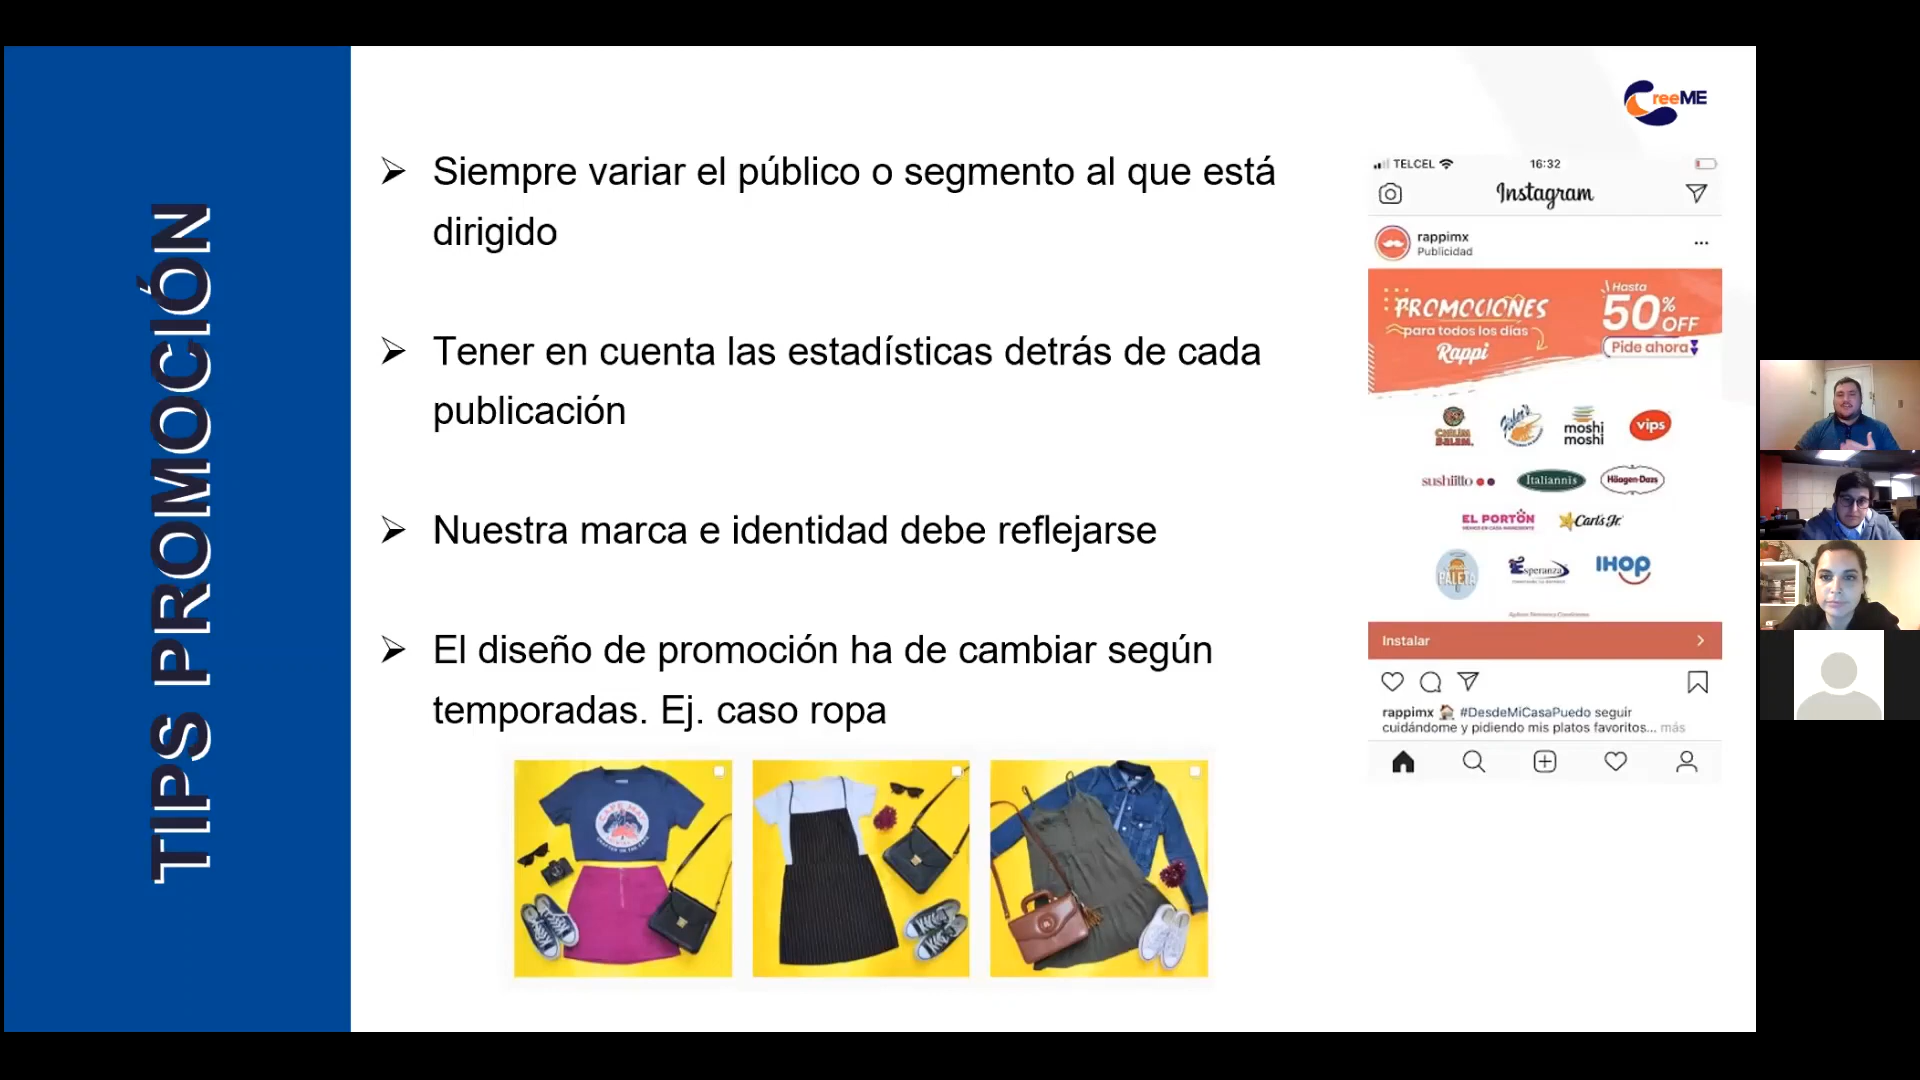 TIPS PROMOCIÓN
reeME
Siempre variar el público o segmento al que está
dirigido
Tener en cuenta las estadísticas detrás de cada
publicación
Nuestra marca e identidad debe reflejarse
El diseño de promoción ha de cambiar según
temporadas. Ej. caso ropa
TELCEL 16:32
Instagram
rappimx
Publicidad
PROMOCIONES
para todos los días
Rappi
Hasta
50% OFF
Pide ahora
Fisher's
moshi
moshi
vips
sushiitto
Italiannis
Häagen-Dazs
EL PORTÓN
Carl's Jr.
PALETA
Esperanza
IHOP
Instalar
rappimx #DesdeMiCasaPuedo seguir
cuidándome y pidiendo mis platos favoritos... más
CAPE MAY